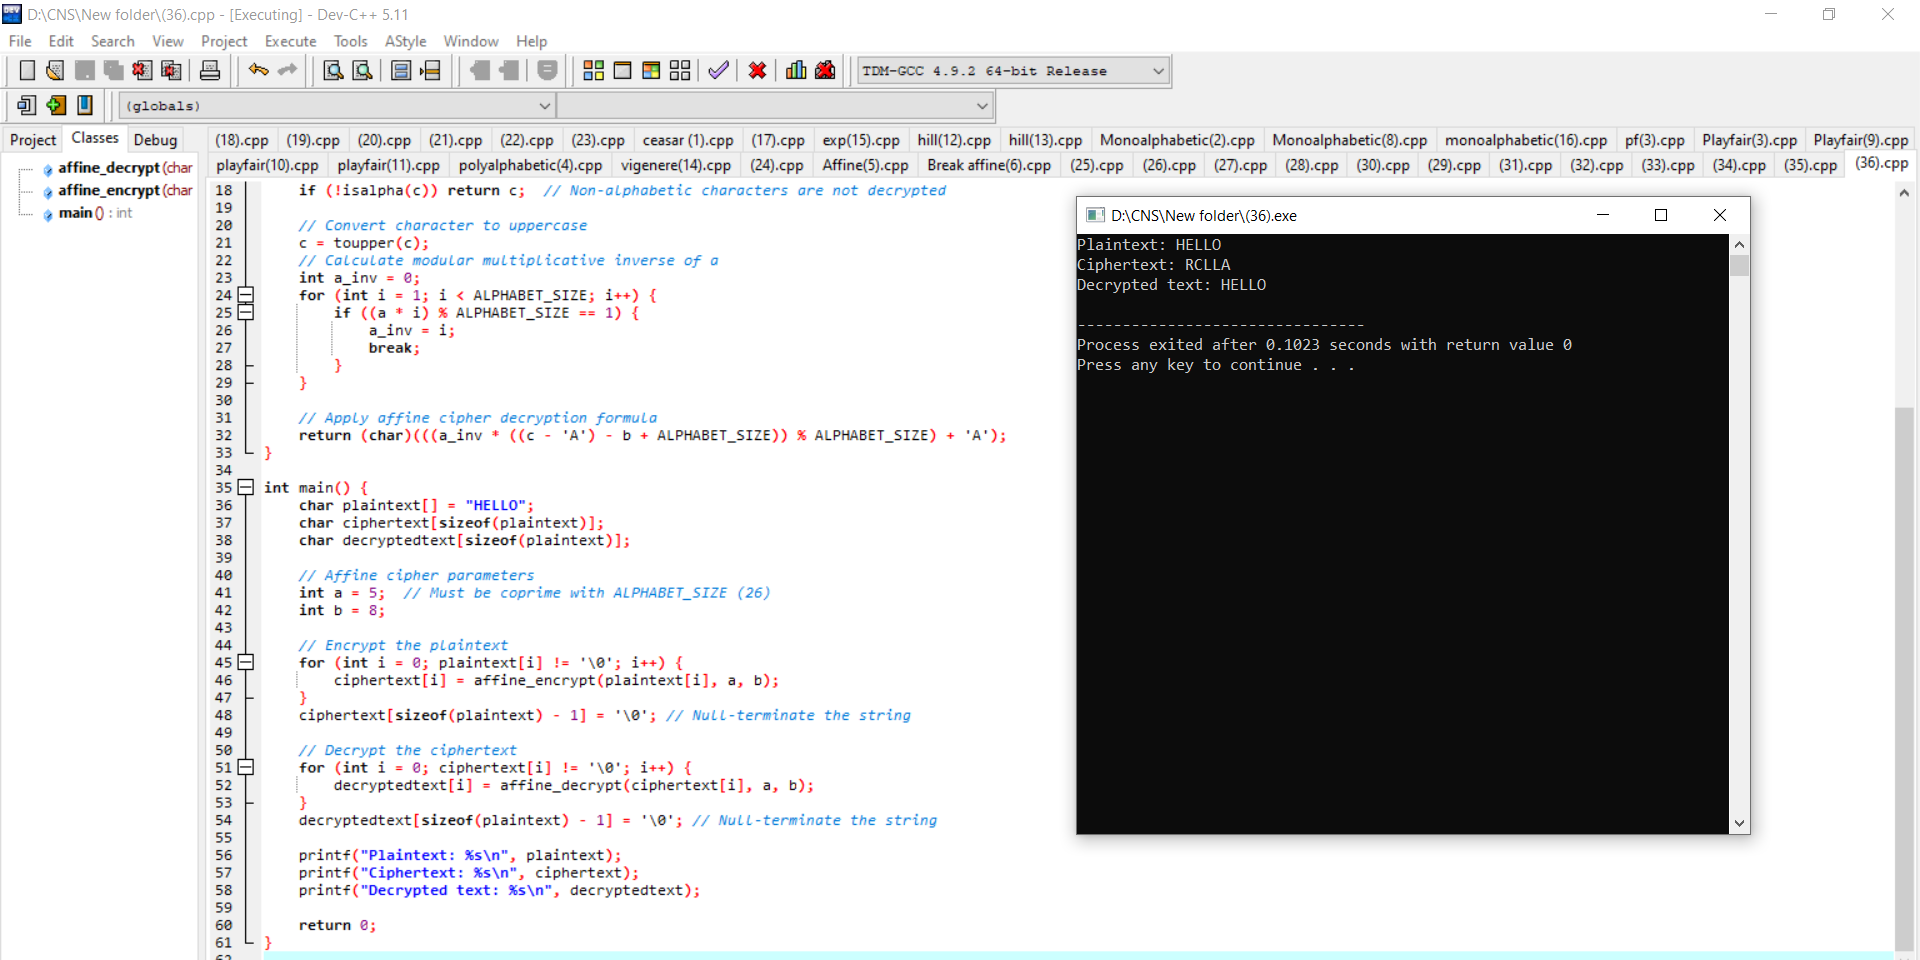 D:\CNS\New folder\(36).cpp - [Executing] - Dev-C++ 5.11
File Edit Search View Project Execute Tools AStyle Window Help
TDM-GCC 4.9.2 64-bit Release
(globals)
Project Classes Debug
(18).cpp (19).cpp (20).cpp (21).cpp (22).cpp (23).cpp ceasar (1).cpp (17).cpp exp(15).cpp hill(12).cpp hill(13).cpp Monoalphabetic(2).cpp Monoalphabetic(8).cpp monoalphabetic(16).cpp pf(3).cpp Playfair(3).cpp Playfair(9).cpp
playfair(10).cpp playfair(11).cpp polyalphabetic(4).cpp vigenere(14).cpp (24).cpp Affine(5).cpp Break affine(6).cpp (25).cpp (26).cpp (27).cpp (28).cpp (30).cpp (29).cpp (31).cpp (32).cpp (33).cpp (34).cpp (35).cpp (36).cpp
affine_decrypt (char
affine_encrypt (char
main () : int
18 if (!isalpha(c)) return c; // Non-alphabetic characters are not decrypted
19
20 // Convert character to uppercase
21 c = toupper(c);
22 // Calculate modular multiplicative inverse of a
23 int a_inv = 0;
24 for (int i = 1; i < ALPHABET_SIZE; i++) {
25 if ((a * i) % ALPHABET_SIZE == 1) {
26 a_inv = i;
27 break;
28 }
29 }
30
31 // Apply affine cipher decryption formula
32 return (char)(((a_inv * ((c - 'A') - b + ALPHABET_SIZE)) % ALPHABET_SIZE) + 'A');
33 }
34
35 int main() {
36 char plaintext[] = "HELLO";
37 char ciphertext[sizeof(plaintext)];
38 char decryptedtext[sizeof(plaintext)];
39
40 // Affine cipher parameters
41 int a = 5; // Must be coprime with ALPHABET_SIZE (26)
42 int b = 8;
43
44 // Encrypt the plaintext
45 for (int i = 0; plaintext[i] != '\0'; i++) {
46 ciphertext[i] = affine_encrypt(plaintext[i], a, b);
47 }
48 ciphertext[sizeof(plaintext) - 1] = '\0'; // Null-terminate the string
49
50 // Decrypt the ciphertext
51 for (int i = 0; ciphertext[i] != '\0'; i++) {
52 decryptedtext[i] = affine_decrypt(ciphertext[i], a, b);
53 }
54 decryptedtext[sizeof(plaintext) - 1] = '\0'; // Null-terminate the string
55
56 printf("Plaintext: %s\n", plaintext);
57 printf("Ciphertext: %s\n", ciphertext);
58 printf("Decrypted text: %s\n", decryptedtext);
59
60 return 0;
61 }
62
D:\CNS\New folder\(36).exe
Plaintext: HELLO
Ciphertext: RCLLA
Decrypted text: HELLO
--------------------------------
Process exited after 0.1023 seconds with return value 0
Press any key to continue . . .